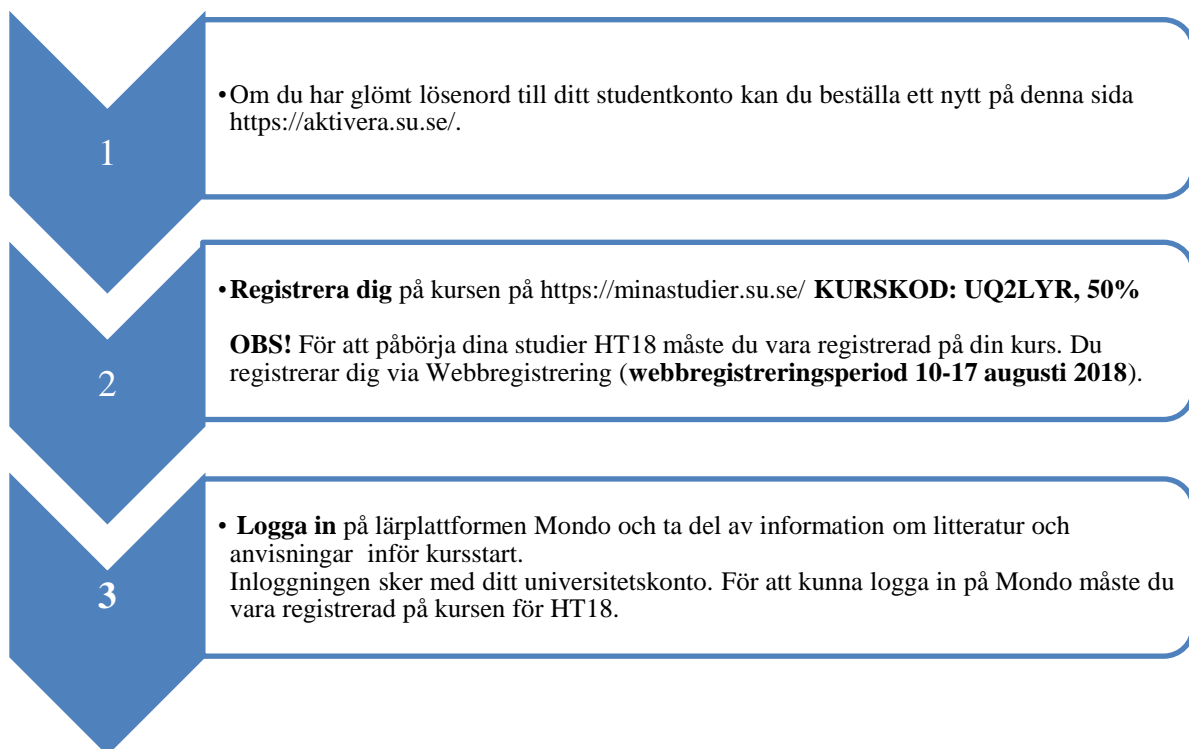 1
•Om du har glömt lösenord till ditt studentkonto kan du beställa ett nytt på denna sida
https://aktivera.su.se/.
2
•Registrera dig på kursen på https://minastudier.su.se/ KURSKOD: UQ2LYR, 50%
OBS! För att påbörja dina studier HT18 måste du vara registrerad på din kurs. Du
registrerar dig via Webbregistrering (webbregistreringsperiod 10-17 augusti 2018).
3
• Logga in på lärplattformen Mondo och ta del av information om litteratur och
anvisningar inför kursstart.
Inloggningen sker med ditt universitetskonto. För att kunna logga in på Mondo måste du
vara registrerad på kursen för HT18.